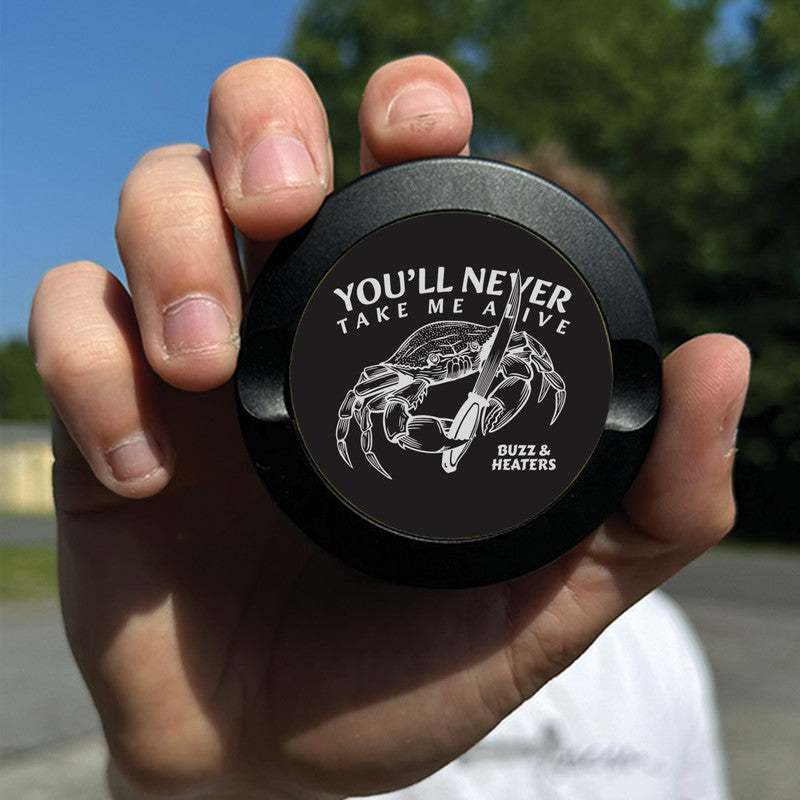 YOU'LL NEVER
TAKE ME ALIVE
BUZZ &
HEATERS